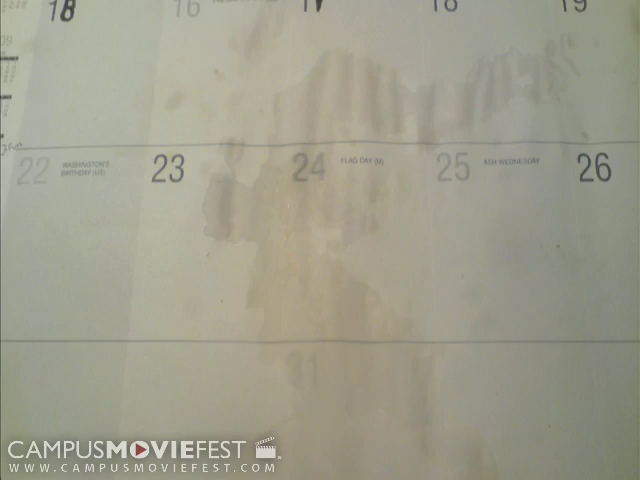 18 16 17 18 19
22 WASHINGTON'S BIRTHDAY (US) 23 24 FLAG DAY (M) 25 ASH WEDNESDAY 26
31
CAMPUSMOVIEFEST
WWW.CAMPUSMOVIEFEST.COM